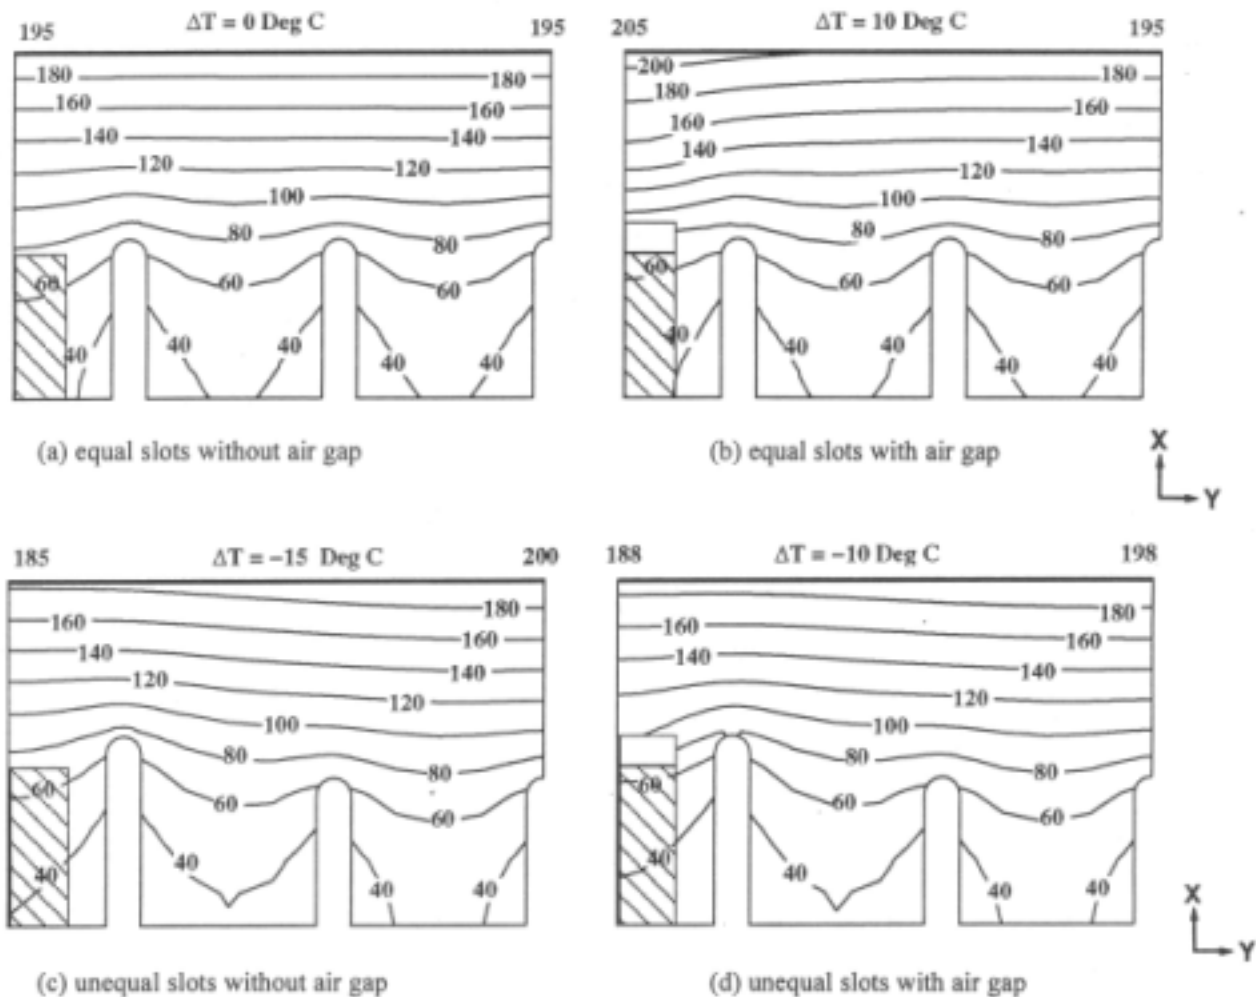 195 ΔT = 0 Deg C 195
180 180
160 160
140 140
120 120
100
80 80
60 60 60
40 40 40 40 40
(a) equal slots without air gap
205 ΔT = 10 Deg C 195
200
180 180
160 160
140 140
120
100
80 80
60 60 60
40 40 40 40 40
(b) equal slots with air gap
X
Y
185 ΔT = −15 Deg C 200
180
160 160
140 140
120 120
100
80 80
60 60 60
40 40 40 40
(c) unequal slots without air gap
188 ΔT = −10 Deg C 198
180
160 160
140 140
120
100
80 80
60 60 60
40 40 40 40
(d) unequal slots with air gap
X
Y